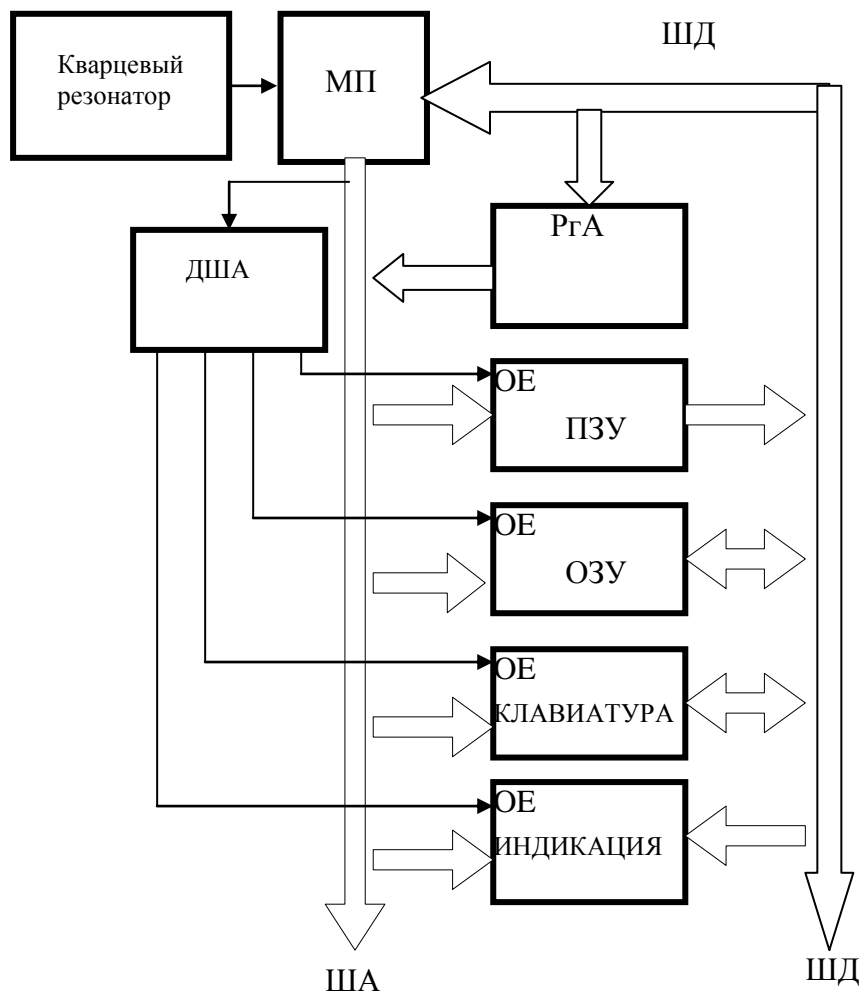 ШД
Кварцевый
резонатор
МП
РгА
ДША
ОЕ
ПЗУ
ОЕ
ОЗУ
ОЕ
КЛАВИАТУРА
ОЕ
ИНДИКАЦИЯ
ША
ШД